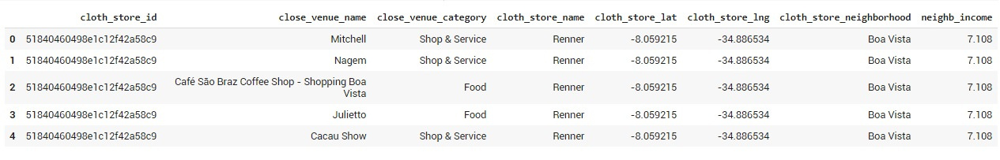 cloth_store_id close_venue_name close_venue_category cloth_store_name cloth_store_lat cloth_store_lng cloth_store_neighborhood neighb_income
0 51840460498e1c12f42a58c9 Mitchell Shop & Service Renner -8.059215 -34.886534 Boa Vista 7.108
1 51840460498e1c12f42a58c9 Nagem Shop & Service Renner -8.059215 -34.886534 Boa Vista 7.108
2 51840460498e1c12f42a58c9 Café São Braz Coffee Shop - Shopping Boa
Vista Food Renner -8.059215 -34.886534 Boa Vista 7.108
3 51840460498e1c12f42a58c9 Julietto Food Renner -8.059215 -34.886534 Boa Vista 7.108
4 51840460498e1c12f42a58c9 Cacau Show Shop & Service Renner -8.059215 -34.886534 Boa Vista 7.108